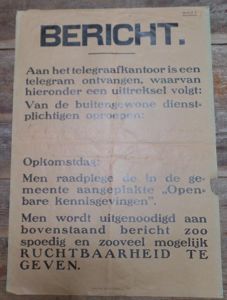 BERICHT.
Aan het telegraafkantoor is een
telegram ontvangen, waarvan
hieronder een uittreksel volgt:
Van de buitengewone dienst-
plichtigen oproepen:
Opkomstdag:
Men raadplege de in de ge-
meente aangeplakte „Open-
bare Kennisgevingen".
Men wordt uitgenoodigd aan
bovenstaand bericht zoo
spoedig en zooveel mogelijk
RUCHTBAARHEID TE
GEVEN.